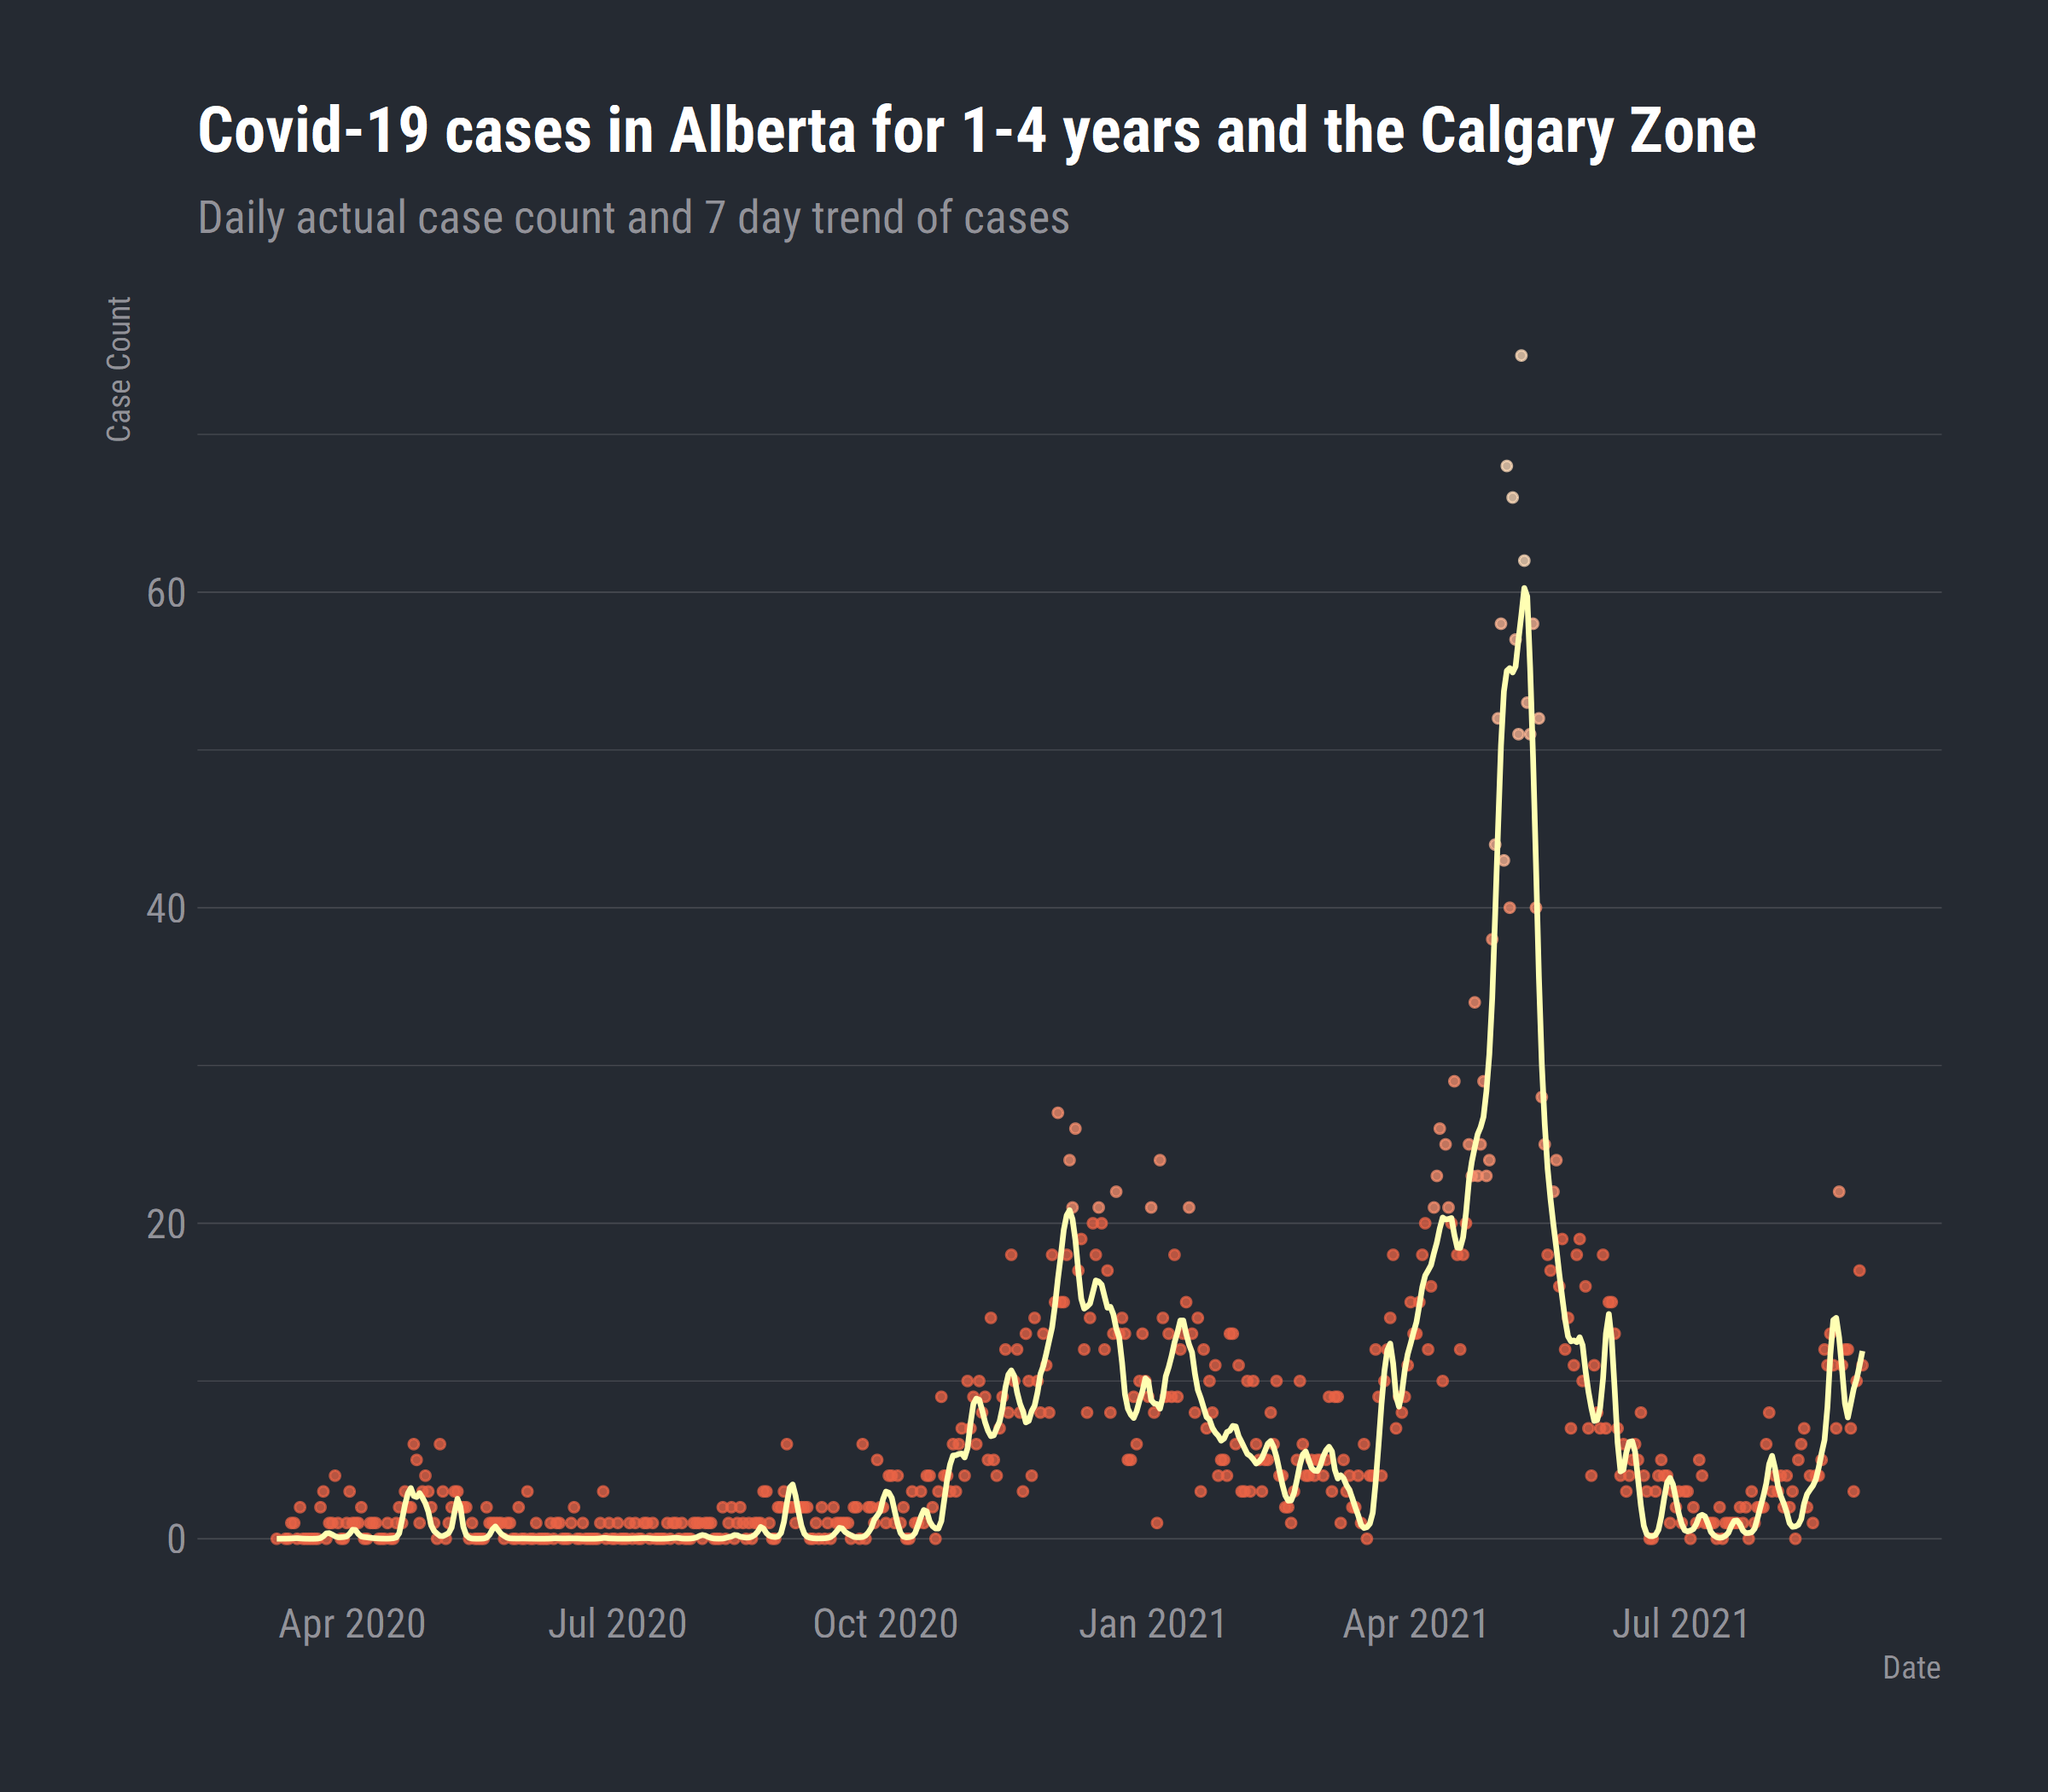 Covid-19 cases in Alberta for 1-4 years and the Calgary Zone
Daily actual case count and 7 day trend of cases
Case Count
60
40
20
0
Apr 2020
Jul 2020
Oct 2020
Jan 2021
Apr 2021
Jul 2021
Date